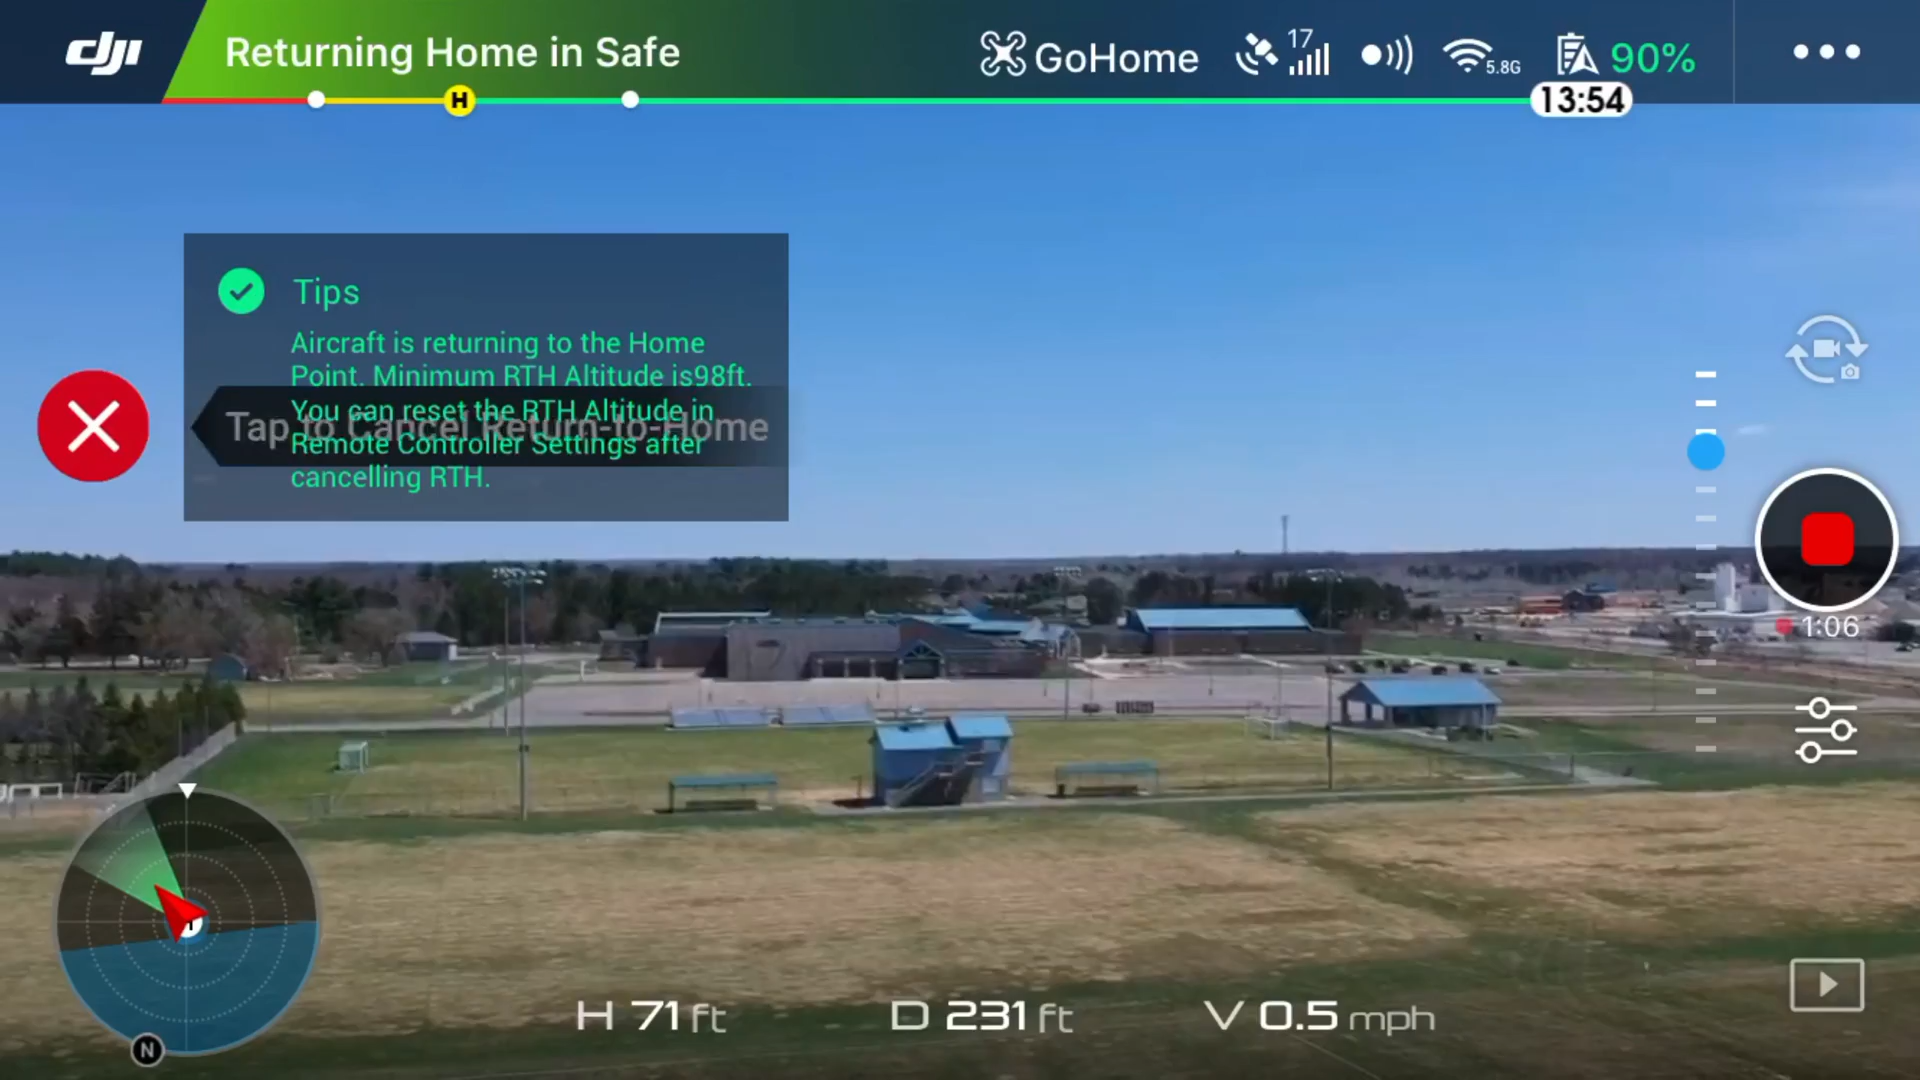 dji
Returning Home in Safe
GoHome
17
5.8G
90%
H
13:54
Tips
Aircraft is returning to the Home
Point. Minimum RTH Altitude is98ft.
You can reset the RTH Altitude in
Remote Controller Settings after
cancelling RTH.
Tap to Cancel Return-to-Home
1:06
N
H 71 ft
D 231 ft
V 0.5 mph